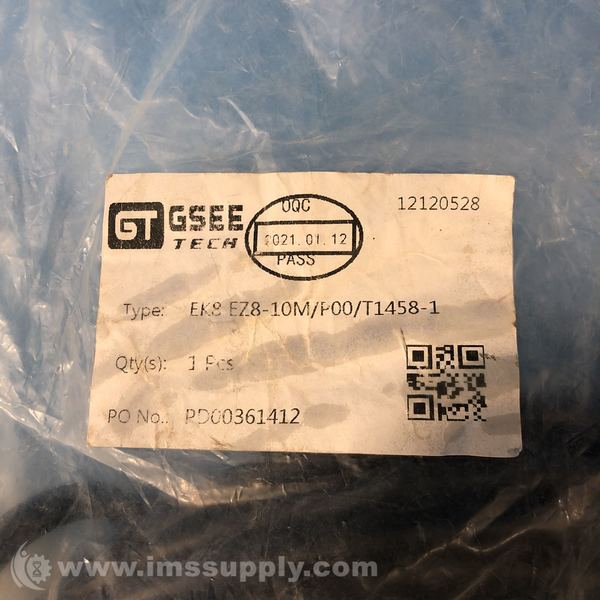 GT GSEE TECH
OQC
2021.01.12
PASS
12120528
Type: EK8 EZ8-10M/P00/T1458-1
Qty(s): 1 Pcs
PO No.: PD00361412
www.imssupply.com